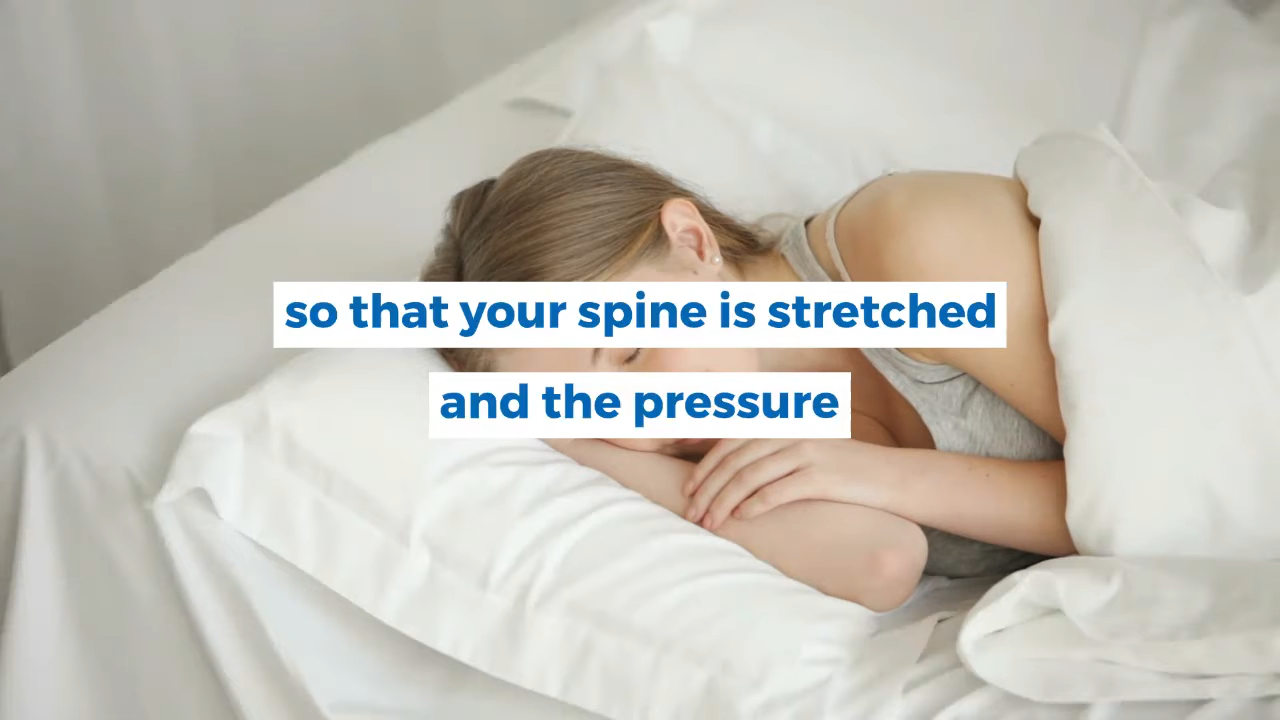 so that your spine is stretched
and the pressure